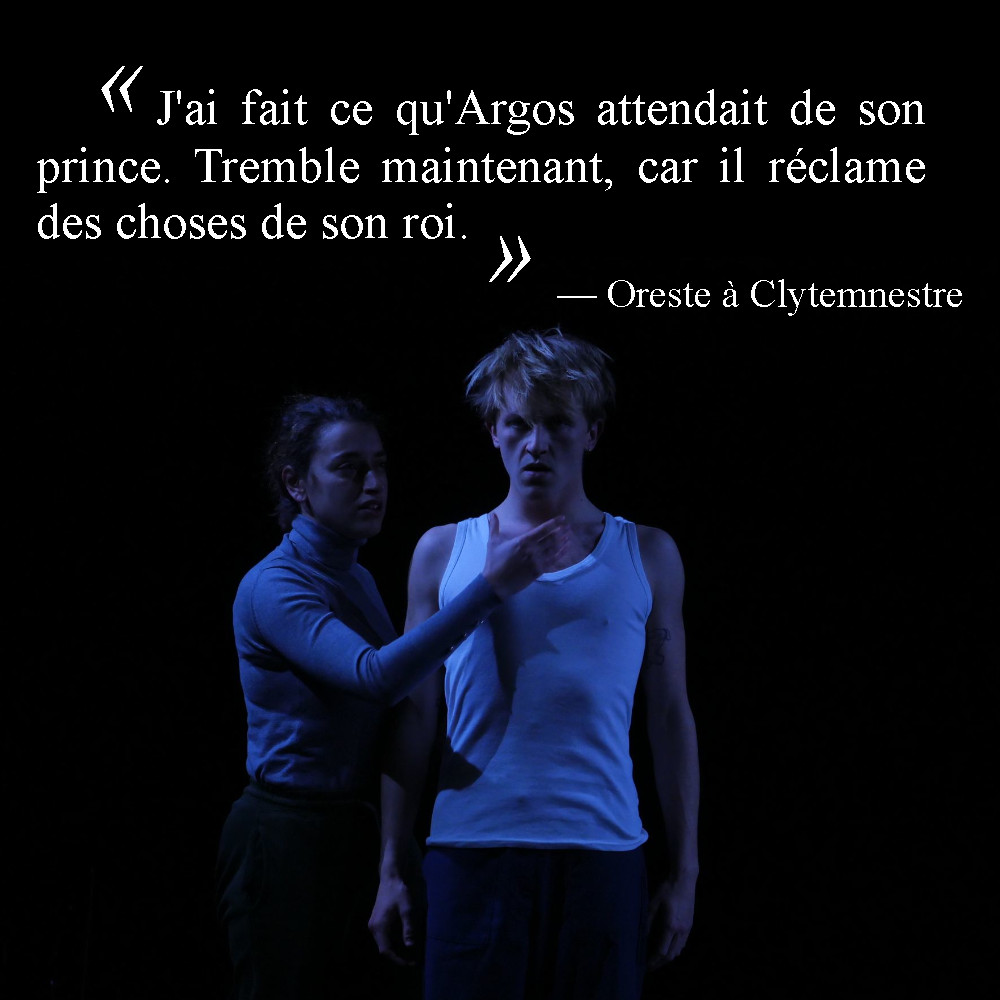 « J'ai fait ce qu'Argos attendait de son
prince. Tremble maintenant, car il réclame
des choses de son roi. »
— Oreste à Clytemnestre